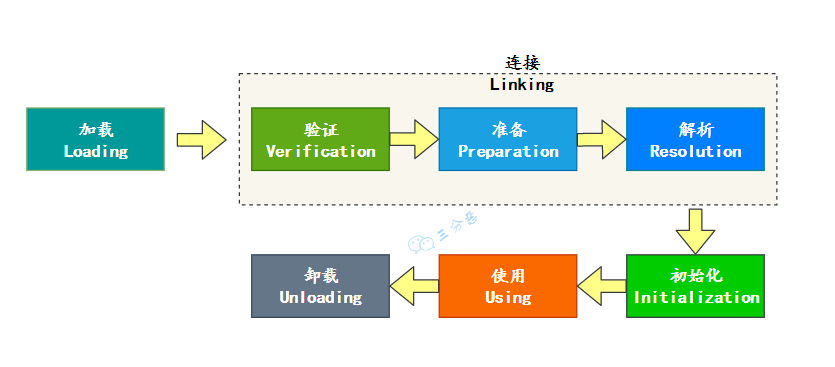 连接
Linking
加载
Loading
验证
Verification
准备
Preparation
解析
Resolution
三分恶
卸载
Unloading
使用
Using
初始化
Initialization